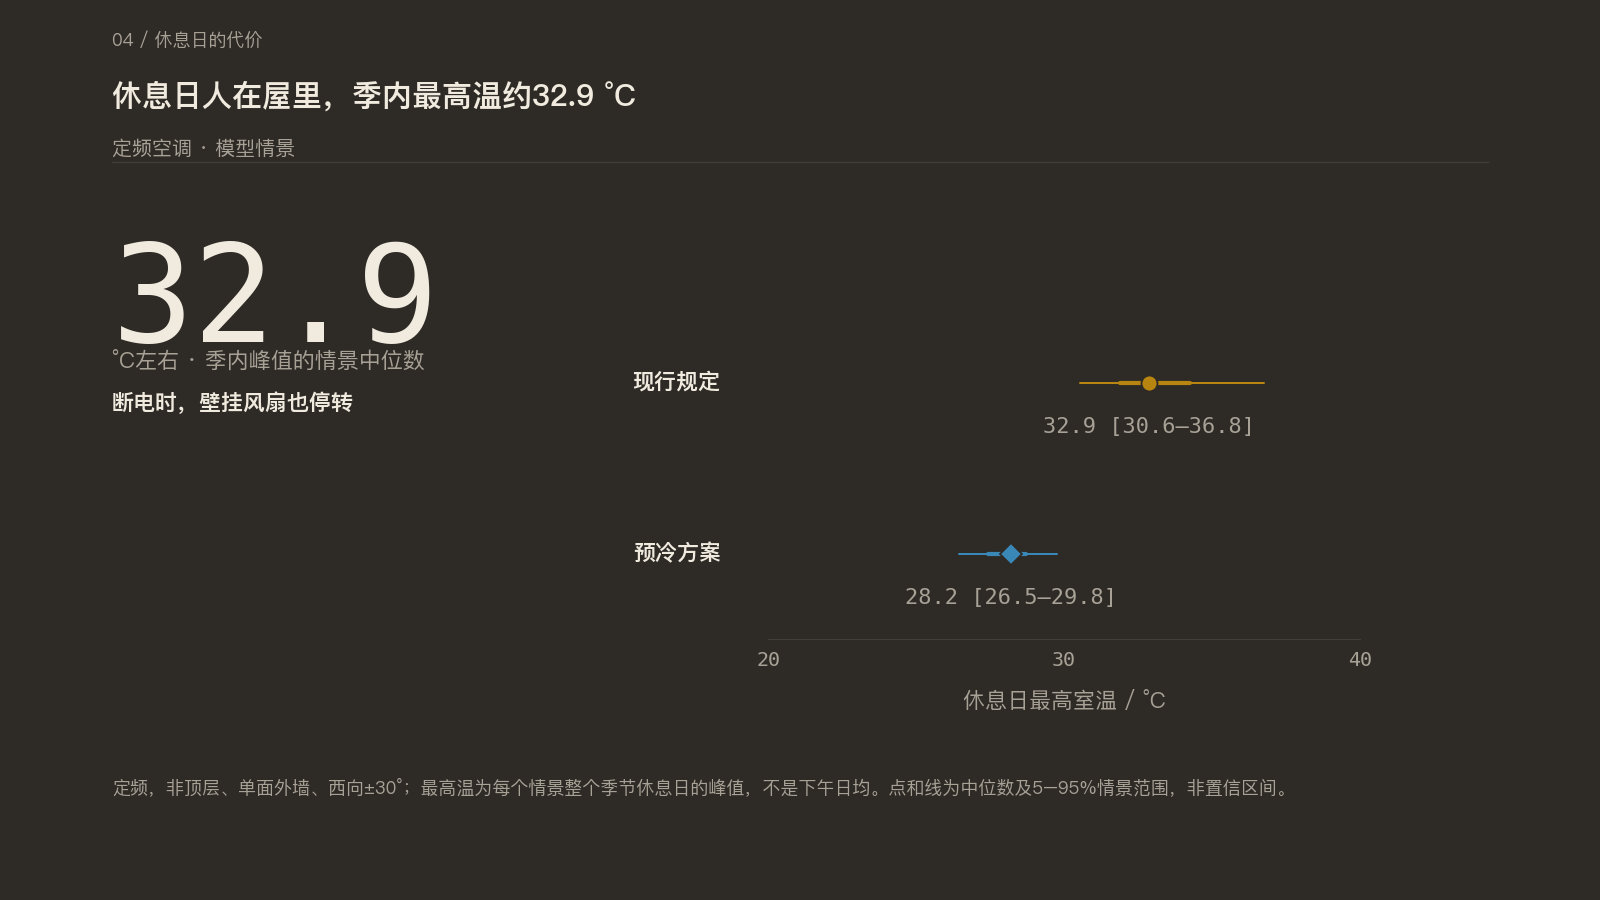 04 / 休息日的代价
休息日人在屋里，季内最高温约32.9 °C
定频空调 · 模型情景
32.9
°C左右 · 季内峰值的情景中位数
断电时，壁挂风扇也停转
现行规定
32.9 [30.6–36.8]
预冷方案
28.2 [26.5–29.8]
20 30 40
休息日最高室温 / °C
定频，非顶层、单面外墙、西向±30°；最高温为每个情景整个季节休息日的峰值，不是下午日均。点和线为中位数及5–95%情景范围，非置信区间。